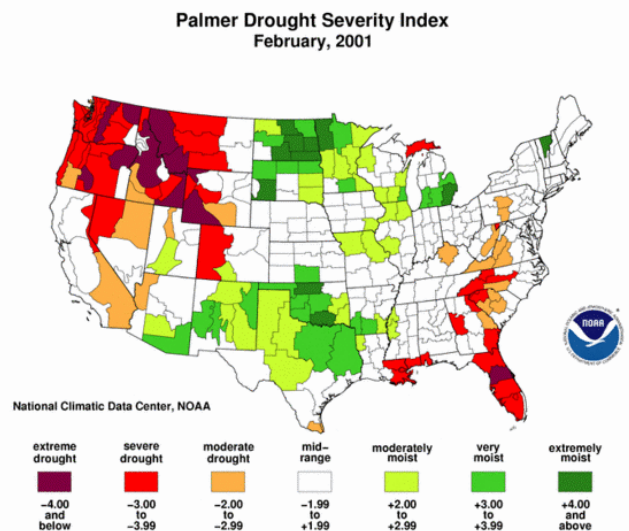 Palmer Drought Severity Index
February, 2001
NOAA
National Climatic Data Center, NOAA
extreme drought
severe drought
moderate drought
mid-range
moderately moist
very moist
extremely moist
-4.00 and below
-3.00 to -3.99
-2.00 to -2.99
-1.99 to +1.99
+2.00 to +2.99
+3.00 to +3.99
+4.00 and above